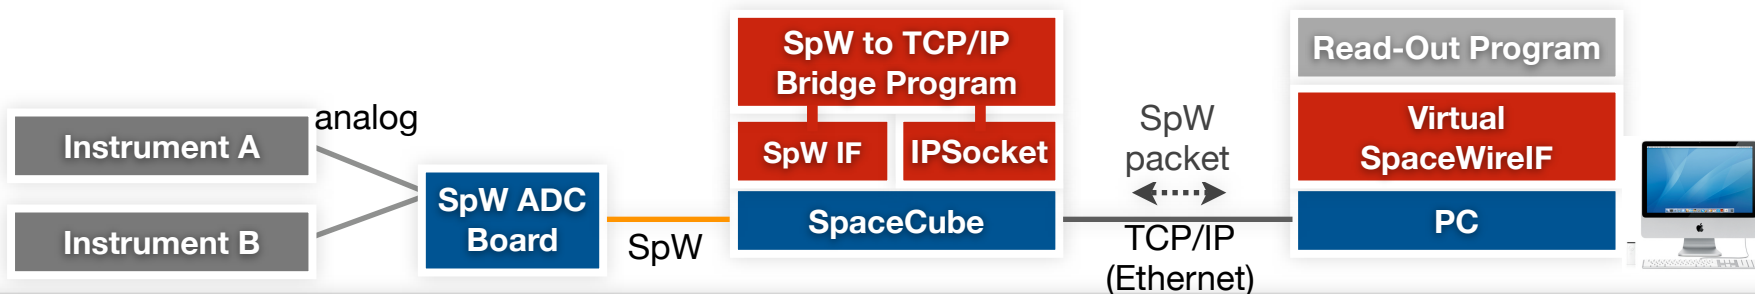 Instrument A
Instrument B
analog
SpW ADC
Board
SpW
SpW to TCP/IP
Bridge Program
SpW IF
IPSocket
SpaceCube
SpW
packet
TCP/IP
(Ethernet)
Read-Out Program
Virtual
SpaceWireIF
PC